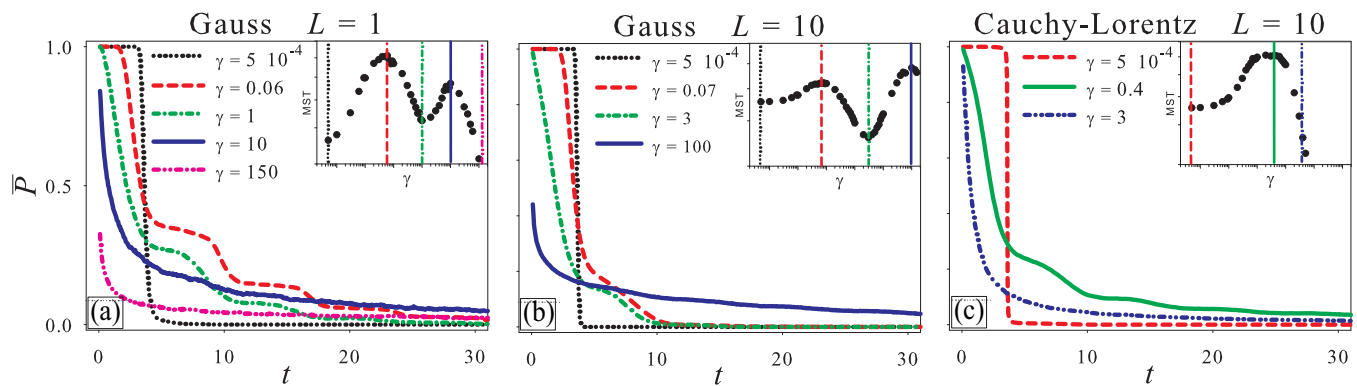 Gauss L = 1
1.0
0.5
0.0
P̅
γ = 5 10⁻⁴
γ = 0.06
γ = 1
γ = 10
γ = 150
MST
γ
(a)
0 10 20 30
t
Gauss L = 10
γ = 5 10⁻⁴
γ = 0.07
γ = 3
γ = 100
MST
γ
(b)
0 10 20 30
t
Cauchy-Lorentz L = 10
γ = 5 10⁻⁴
γ = 0.4
γ = 3
MST
γ
(c)
0 10 20 30
t